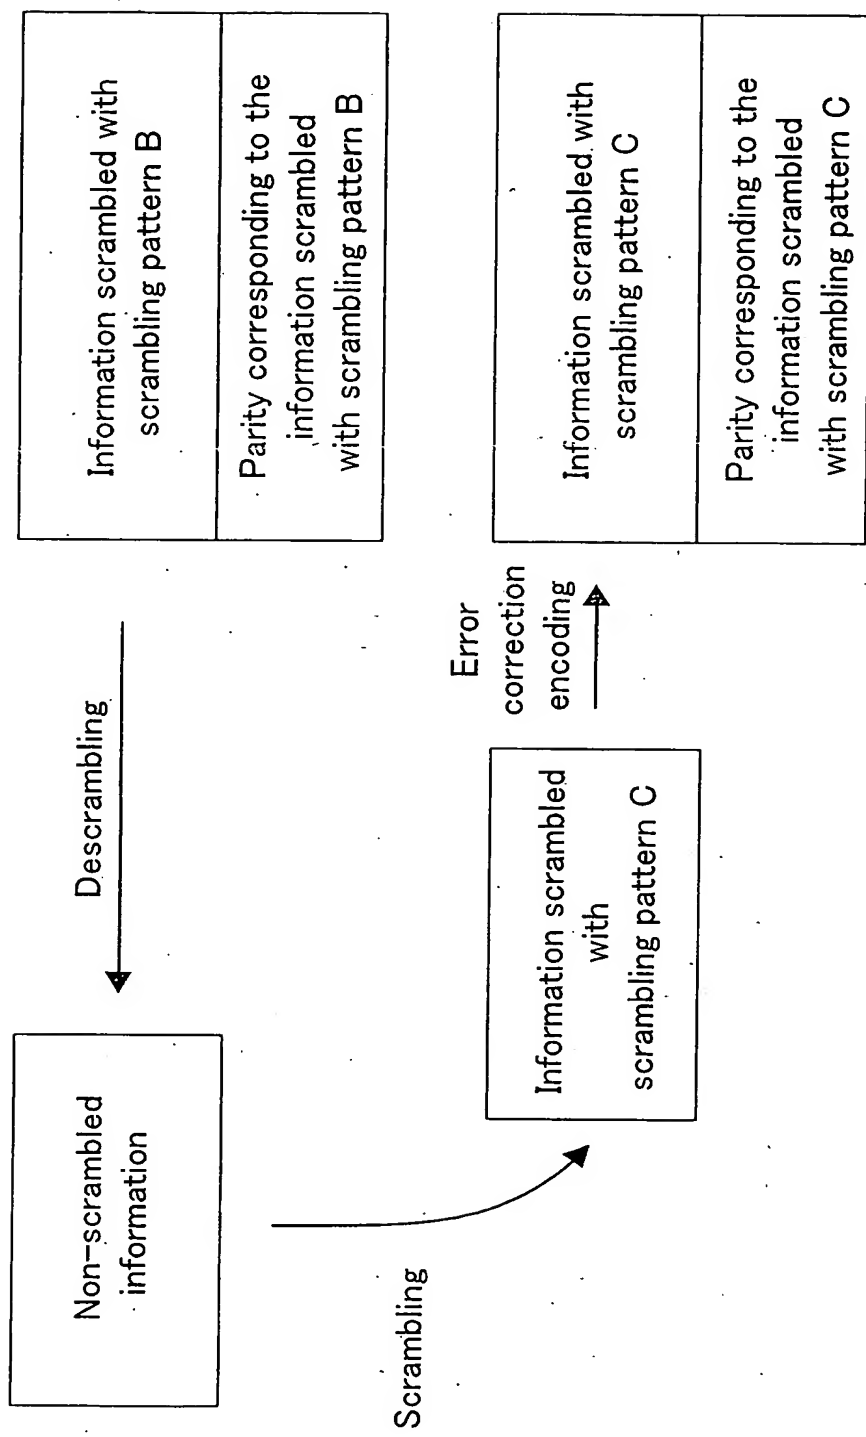 Non-scrambled
information
Descrambling
Information scrambled with
scrambling pattern B
Parity corresponding to the
information scrambled
with scrambling pattern B
Scrambling
Information scrambled
with
scrambling pattern C
Error
correction
encoding
Information scrambled with
scrambling pattern C
Parity corresponding to the
information scrambled
with scrambling pattern C